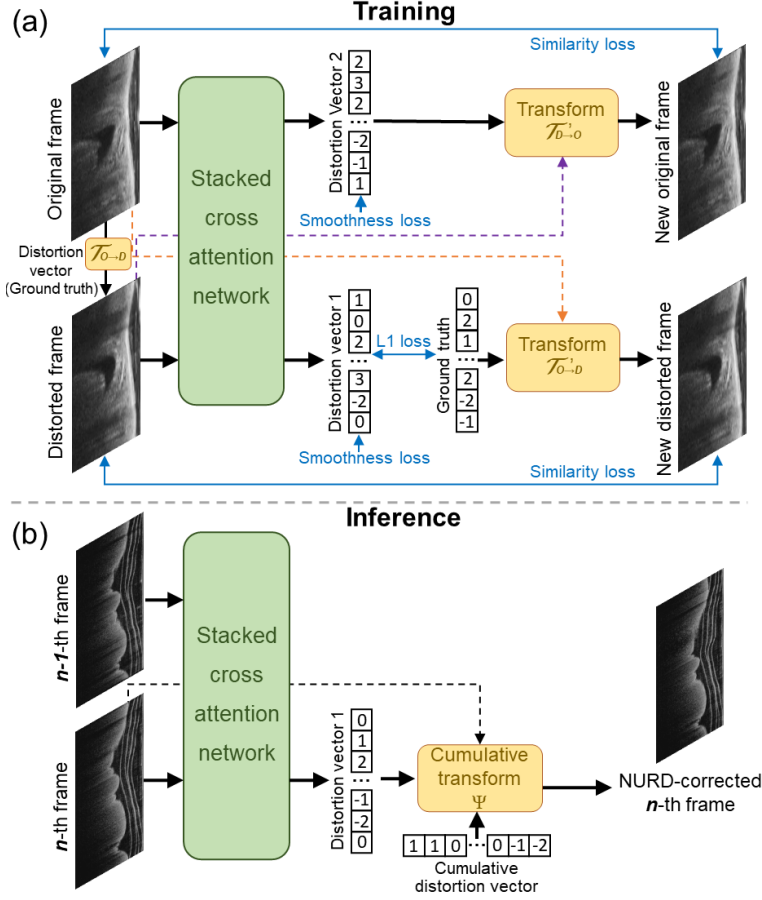 (a)
Training
Similarity loss
Original frame
Stacked
cross
attention
network
Distortion Vector 2
2
3
2
...
-2
-1
1
Smoothness loss
Transform
𝒯'D→O
New original frame
Distortion
vector
(Ground truth)
𝒯O→D
Distorted frame
Distortion vector 1
1
0
2
...
3
-2
0
Smoothness loss
L1 loss
Ground truth
0
2
1
...
2
-2
-1
Transform
𝒯'O→D
New distorted frame
Similarity loss
(b)
Inference
n-1-th frame
n-th frame
Stacked
cross
attention
network
Distortion vector 1
0
1
2
...
-1
-2
0
Cumulative
transform
Ψ
1 1 0 ... 0 -1 -2
Cumulative
distortion vector
NURD-corrected
n-th frame